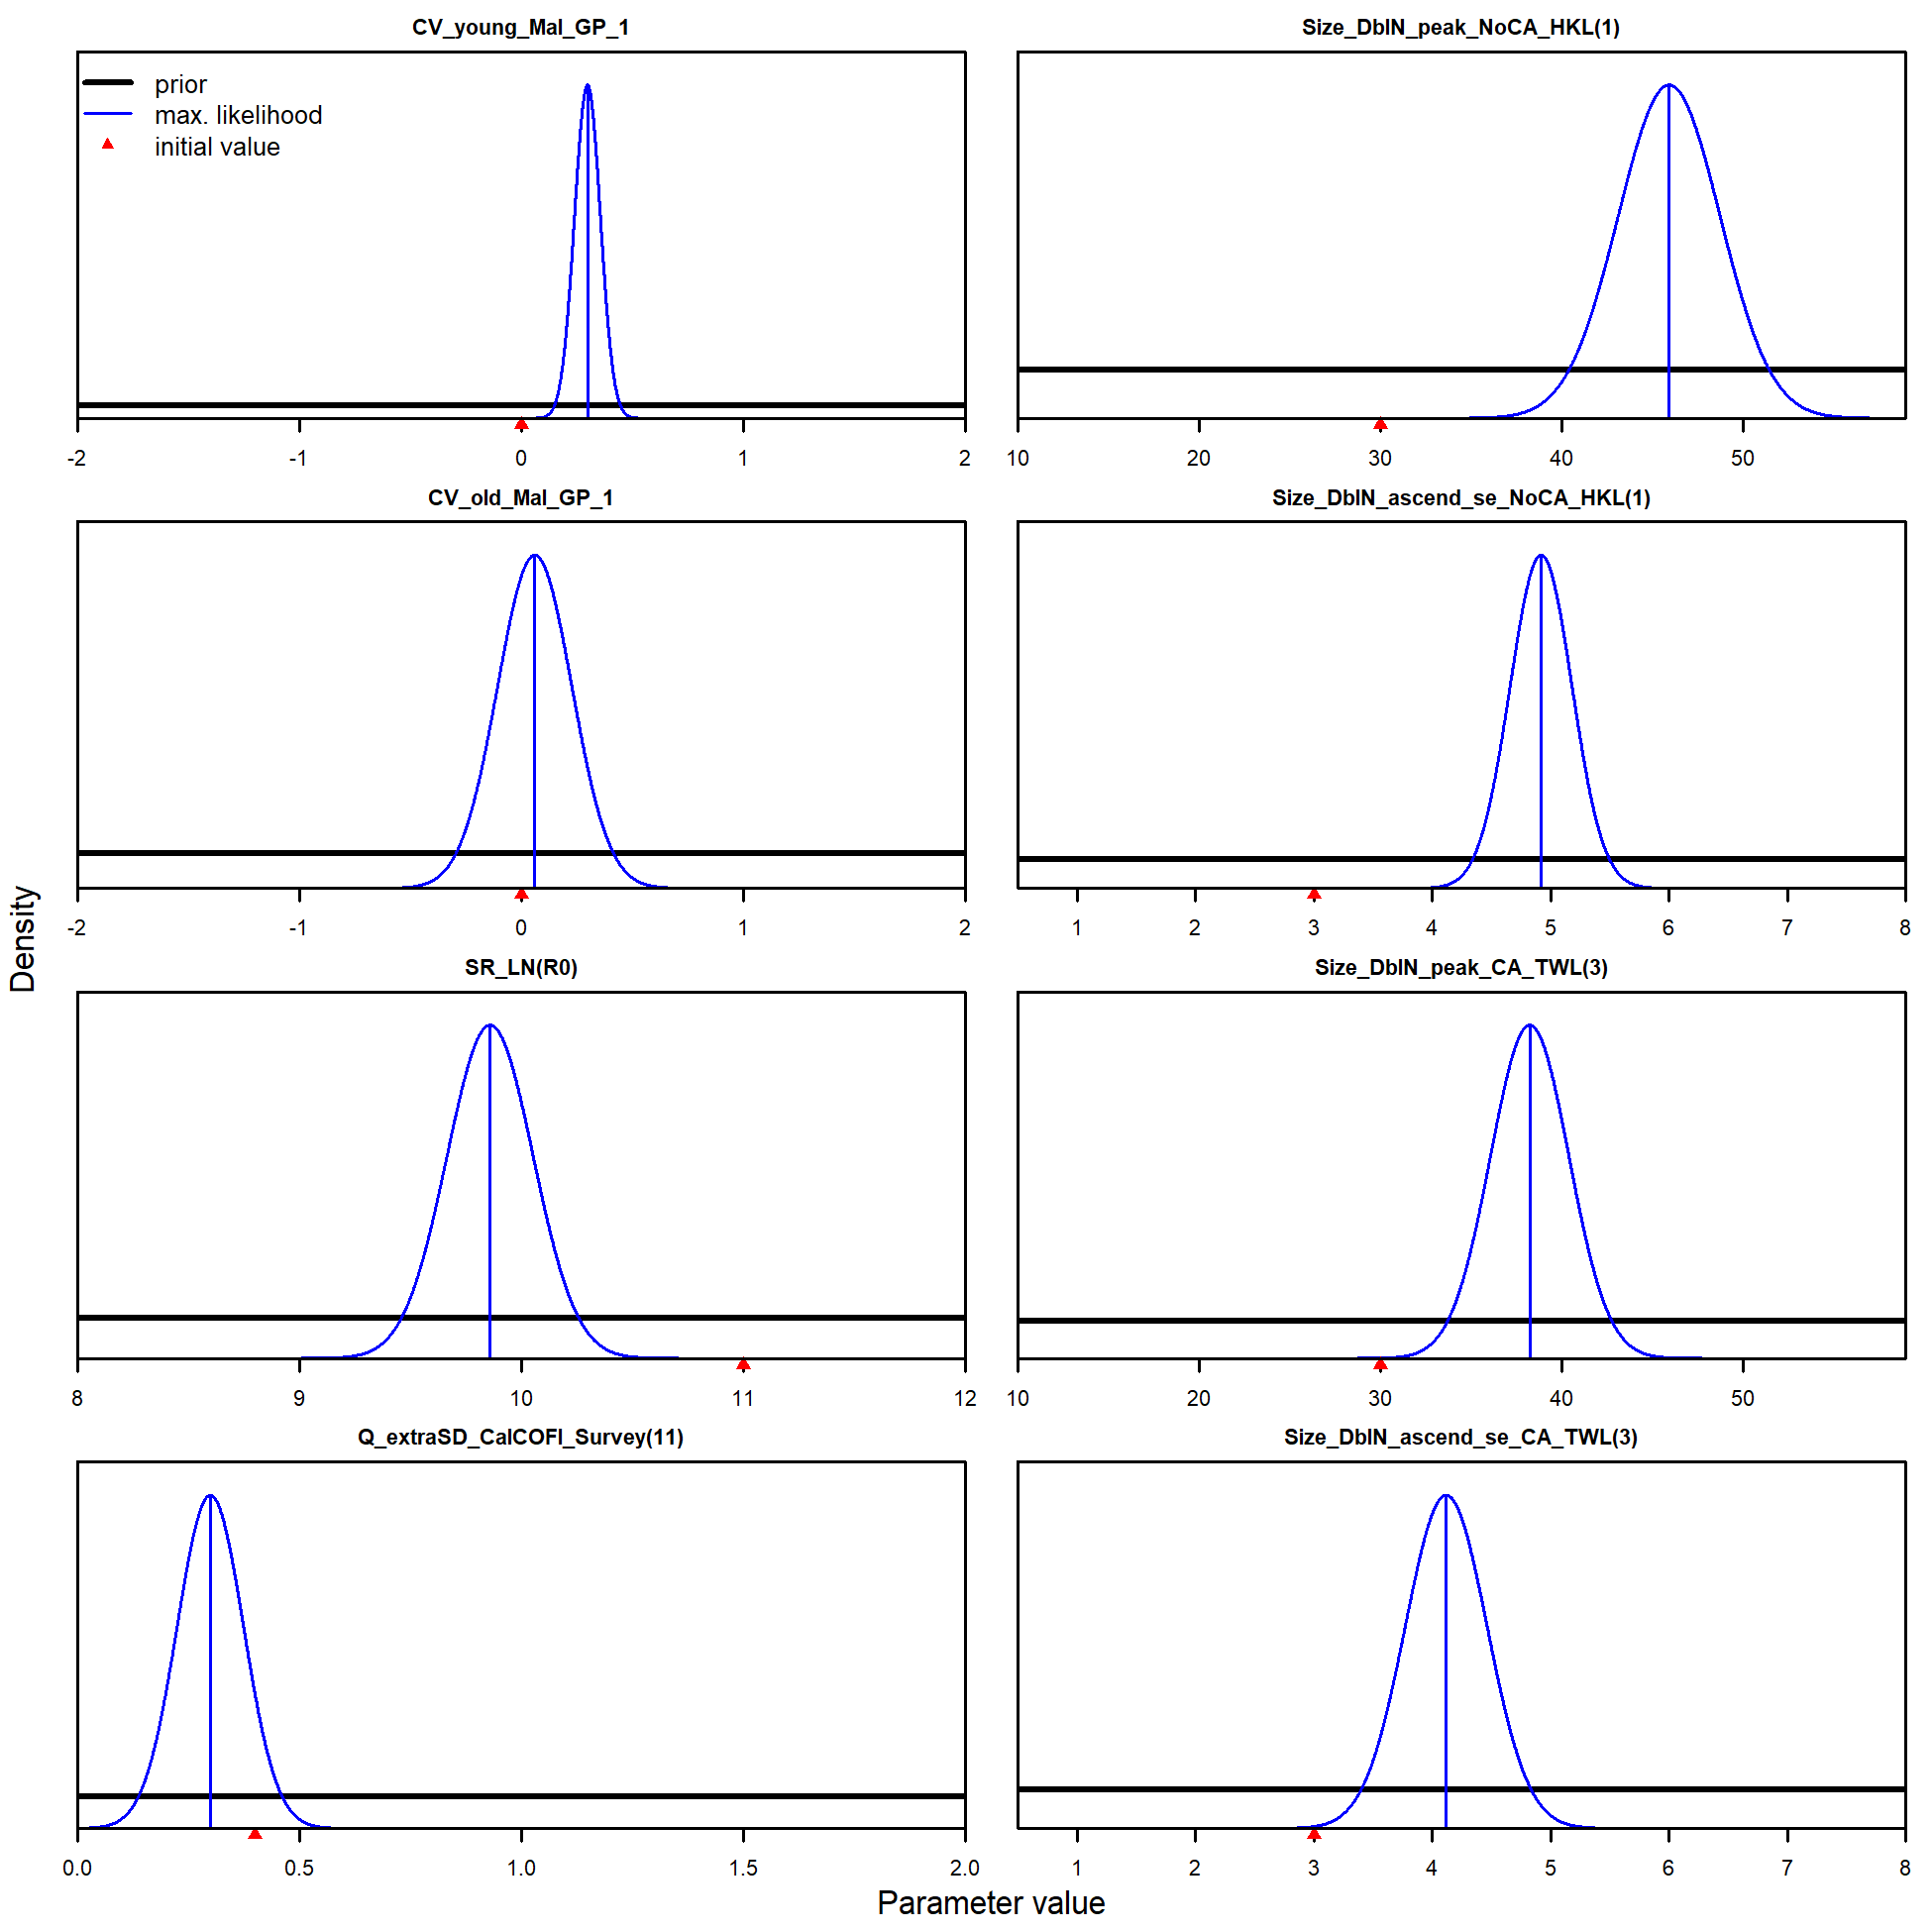 CV_young_Mal_GP_1
prior
max. likelihood
initial value
-2 -1 0 1 2
Size_DblN_peak_NoCA_HKL(1)
10 20 30 40 50
CV_old_Mal_GP_1
-2 -1 0 1 2
Size_DblN_ascend_se_NoCA_HKL(1)
1 2 3 4 5 6 7 8
Density
SR_LN(R0)
8 9 10 11 12
Size_DblN_peak_CA_TWL(3)
10 20 30 40 50
Q_extraSD_CalCOFI_Survey(11)
0.0 0.5 1.0 1.5 2.0
Size_DblN_ascend_se_CA_TWL(3)
1 2 3 4 5 6 7 8
Parameter value